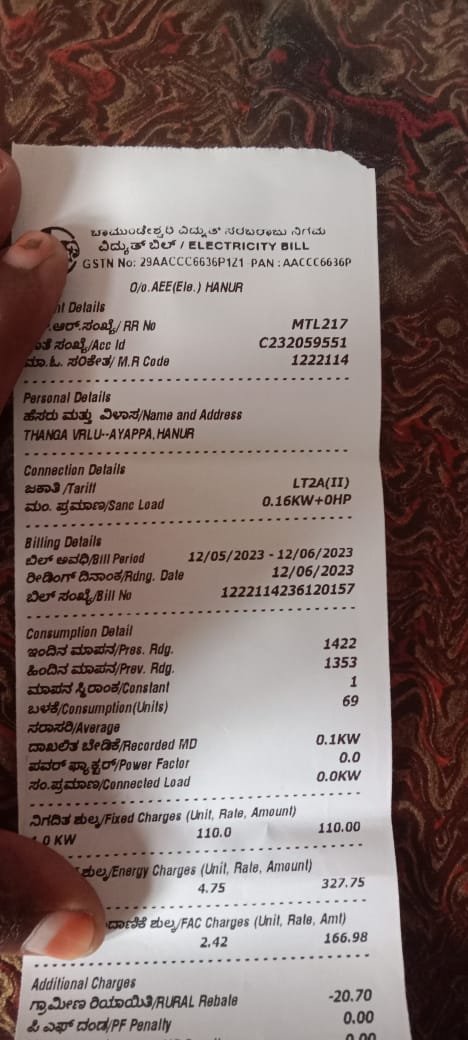 ಚಾಮುಂಡೇಶ್ವರಿ ವಿದ್ಯುತ್ ಸರಬರಾಜು ನಿಗಮ
ವಿದ್ಯುತ್ ಬಿಲ್ / ELECTRICITY BILL
GSTN No: 29AACCC6636P1Z1 PAN : AACCC6636P
O/o.AEE(Ele.) HANUR
Details
ಆರ್.ಸಂಖ್ಯೆ/ RR No MTL217
ಸಂಖ್ಯೆ/Acc Id C232059551
ಮಾ.ಓ. ಸಂಕೇತ/ M.R Code 1222114
Personal Details
ಹೆಸರು ಮತ್ತು ವಿಳಾಸ/Name and Address
THANGA VRLU--AYAPPA,HANUR
Connection Details
ಜಕಾತಿ /Tariff LT2A(II)
ಮಂ. ಪ್ರಮಾಣ/Sanc Load 0.16KW+0HP
Billing Details
ಬಿಲ್ ಅವಧಿ/Bill Period 12/05/2023 - 12/06/2023
ರೀಡಿಂಗ್ ದಿನಾಂಕ/Rdng. Date 12/06/2023
ಬಿಲ್ ಸಂಖ್ಯೆ/Bill No 1222114236120157
Consumption Detail
ಇಂದಿನ ಮಾಪನ/Pres. Rdg. 1422
ಹಿಂದಿನ ಮಾಪನ/Prev. Rdg. 1353
ಮಾಪನ ಸ್ಥಿರಾಂಕ/Constant 1
ಬಳಕೆ/Consumption(Units) 69
ಸರಾಸರಿ/Average
ದಾಖಲಿತ ಬೇಡಿಕೆ/Recorded MD 0.1KW
ಪವರ್ ಫ್ಯಾಕ್ಟರ್/Power Factor 0.0
ಸಂ.ಪ್ರಮಾಣ/Connected Load 0.0KW
ನಿಗದಿತ ಶುಲ್ಕ/Fixed Charges (Unit, Rate, Amount)
KW 110.0 110.00
ಶುಲ್ಕ/Energy Charges (Unit, Rate, Amount)
4.75 327.75
ಶುಲ್ಕ/FAC Charges (Unit, Rate, Amt)
2.42 166.98
Additional Charges
ಗ್ರಾಮೀಣ ರಿಯಾಯಿತಿ/RURAL Rebale -20.70
ಪಿ ಎಫ್ ದಂಡ/PF Penalty 0.00